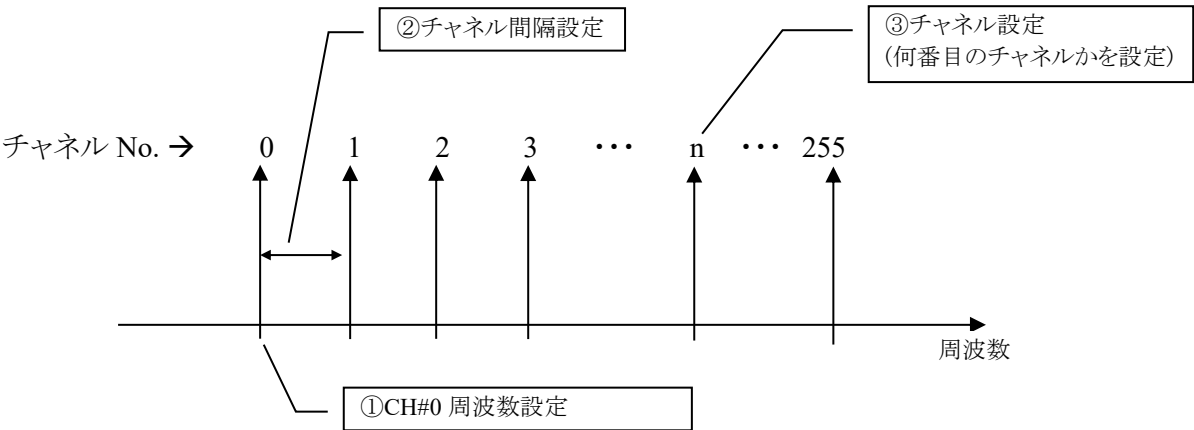 ②チャネル間隔設定
③チャネル設定
(何番目のチャネルかを設定)
チャネル No. → 0 1 2 3 ・・・ n ・・・ 255
周波数
①CH#0 周波数設定